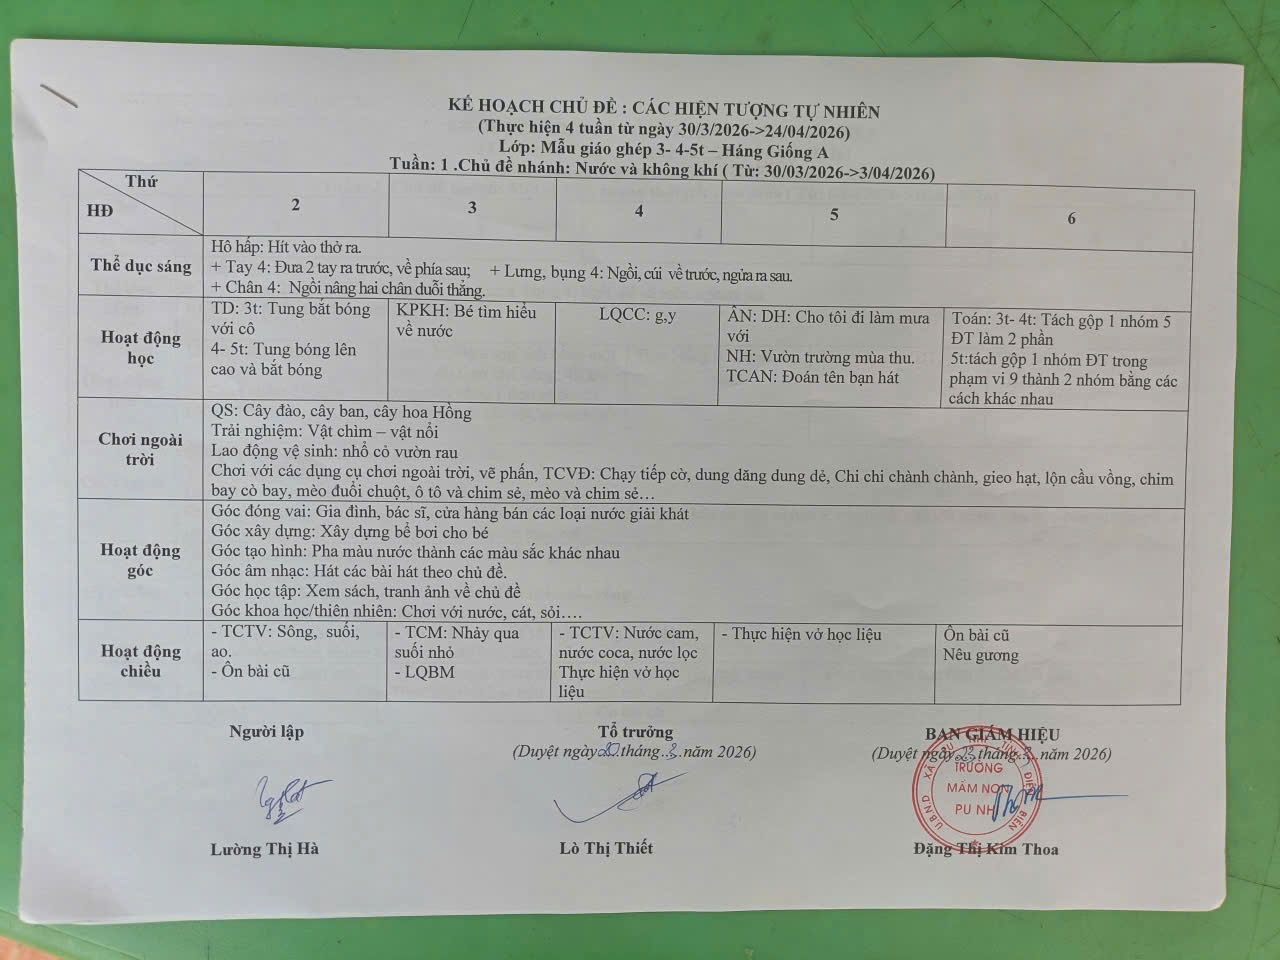 KẾ HOẠCH CHỦ ĐỀ : CÁC HIỆN TƯỢNG TỰ NHIÊN
(Thực hiện 4 tuần từ ngày 30/3/2026->24/04/2026)
Lớp: Mẫu giáo ghép 3- 4-5t – Háng Giống A
Tuần: 1 .Chủ đề nhánh: Nước và không khí ( Từ: 30/03/2026->3/04/2026)
Thứ
HĐ
2
3
4
5
6
Thể dục sáng
Hô hấp: Hít vào thở ra.
+ Tay 4: Đưa 2 tay ra trước, về phía sau; + Lưng, bụng 4: Ngồi, cúi về trước, ngửa ra sau.
+ Chân 4: Ngồi nâng hai chân duỗi thẳng.
Hoạt động
học
TD: 3t: Tung bắt bóng
với cô
4- 5t: Tung bóng lên
cao và bắt bóng
KPKH: Bé tìm hiểu
về nước
LQCC: g,y
ÂN: DH: Cho tôi đi làm mưa
với
NH: Vườn trường mùa thu.
TCAN: Đoán tên bạn hát
Toán: 3t- 4t: Tách gộp 1 nhóm 5
ĐT làm 2 phần
5t:tách gộp 1 nhóm ĐT trong
phạm vi 9 thành 2 nhóm bằng các
cách khác nhau
Chơi ngoài
trời
QS: Cây đào, cây ban, cây hoa Hồng
Trải nghiệm: Vật chìm – vật nổi
Lao động vệ sinh: nhổ cỏ vườn rau
Chơi với các dụng cụ chơi ngoài trời, vẽ phấn, TCVĐ: Chạy tiếp cờ, dung dăng dung dẻ, Chi chi chành chành, gieo hạt, lộn cầu vồng, chim
bay cò bay, mèo đuổi chuột, ô tô và chim sẻ, mèo và chim sẻ…
Hoạt động
góc
Góc đóng vai: Gia đình, bác sĩ, cửa hàng bán các loại nước giải khát
Góc xây dựng: Xây dựng bể bơi cho bé
Góc tạo hình: Pha màu nước thành các màu sắc khác nhau
Góc âm nhạc: Hát các bài hát theo chủ đề.
Góc học tập: Xem sách, tranh ảnh về chủ đề
Góc khoa học/thiên nhiên: Chơi với nước, cát, sỏi….
Hoạt động
chiều
- TCTV: Sông, suối,
ao.
- Ôn bài cũ
- TCM: Nhảy qua
suối nhỏ
- LQBM
- TCTV: Nước cam,
nước coca, nước lọc
Thực hiện vở học
liệu
- Thực hiện vở học liệu
Ôn bài cũ
Nêu gương
Người lập
Tổ trưởng
BAN GIÁM HIỆU
(Duyệt ngày tháng 3 năm 2026)
(Duyệt ngày 23 tháng 3 năm 2026)
TRƯỜNG
MẦM NON
PU NHI
Lường Thị Hà
Lò Thị Thiết
Đặng Thị Kim Thoa